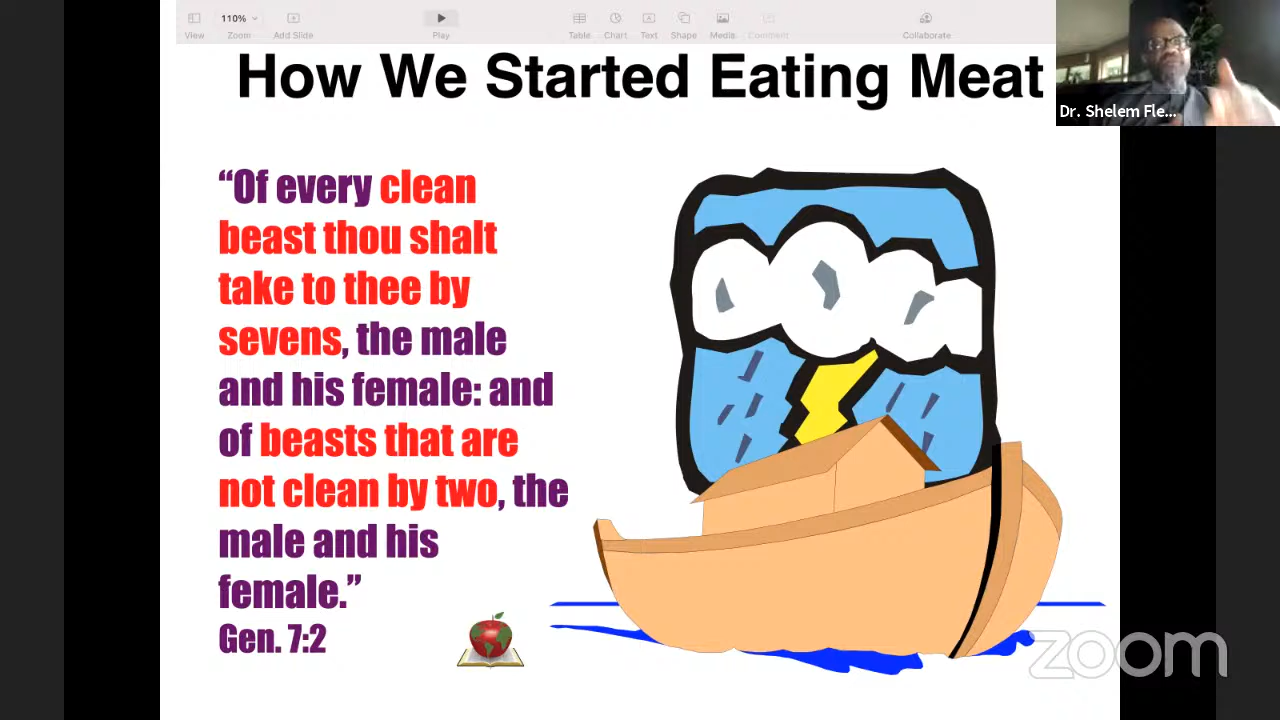 110%
View
Zoom
Add Slide
Play
Table
Chart
Text
Shape
Media
Comment
Collaborate
How We Started Eating Meat
Dr. Shelem Fle...
“Of every clean
beast thou shalt
take to thee by
sevens, the male
and his female: and
of beasts that are
not clean by two, the
male and his
female.”
Gen. 7:2
zoom